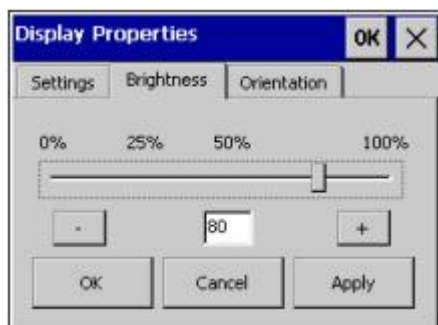 Display Properties OK ×
Settings Brightness Orientation
0% 25% 50% 100%
- 80 +
OK Cancel Apply